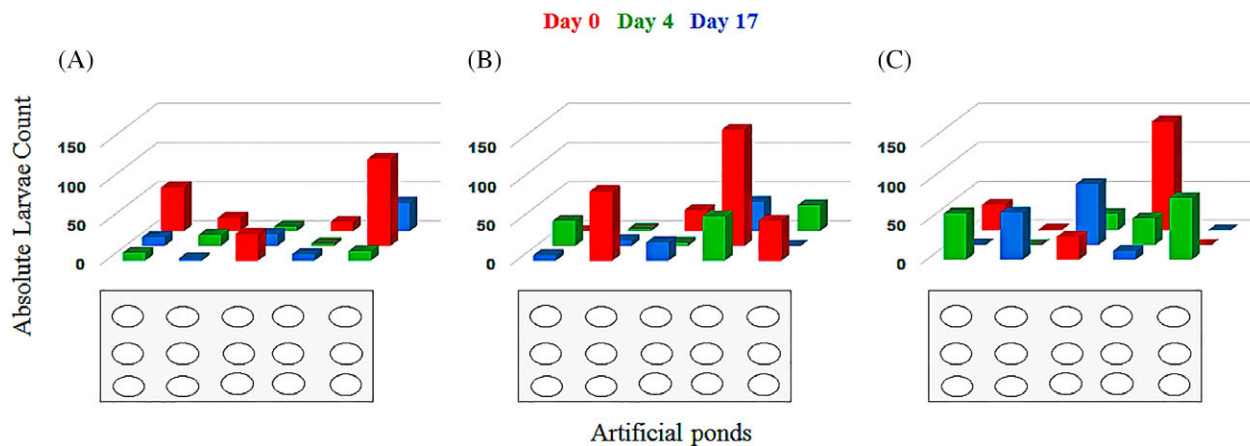 Day 0 Day 4 Day 17
(A) (B) (C)
Absolute Larvae Count
150 150 150
100 100 100
50 50 50
0 0 0
Artificial ponds